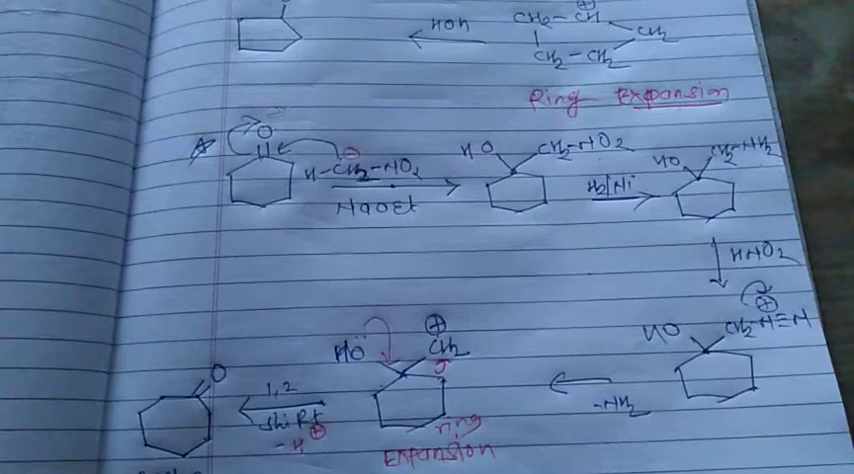 HOH
CH₂ – CH⊕
CH₂
CH₂ – CH₂
Ring Expansion
O
H-CH₂-NO₂
NaOEt
HO CH₂-NO₂
H₂/Ni
HO CH₂-NH₂
HNO₂
HO CH₂-N≡N
⊕
-N₂
HO CH₂
⊕
ring
Expansion
1,2
shift
-H⊕
O